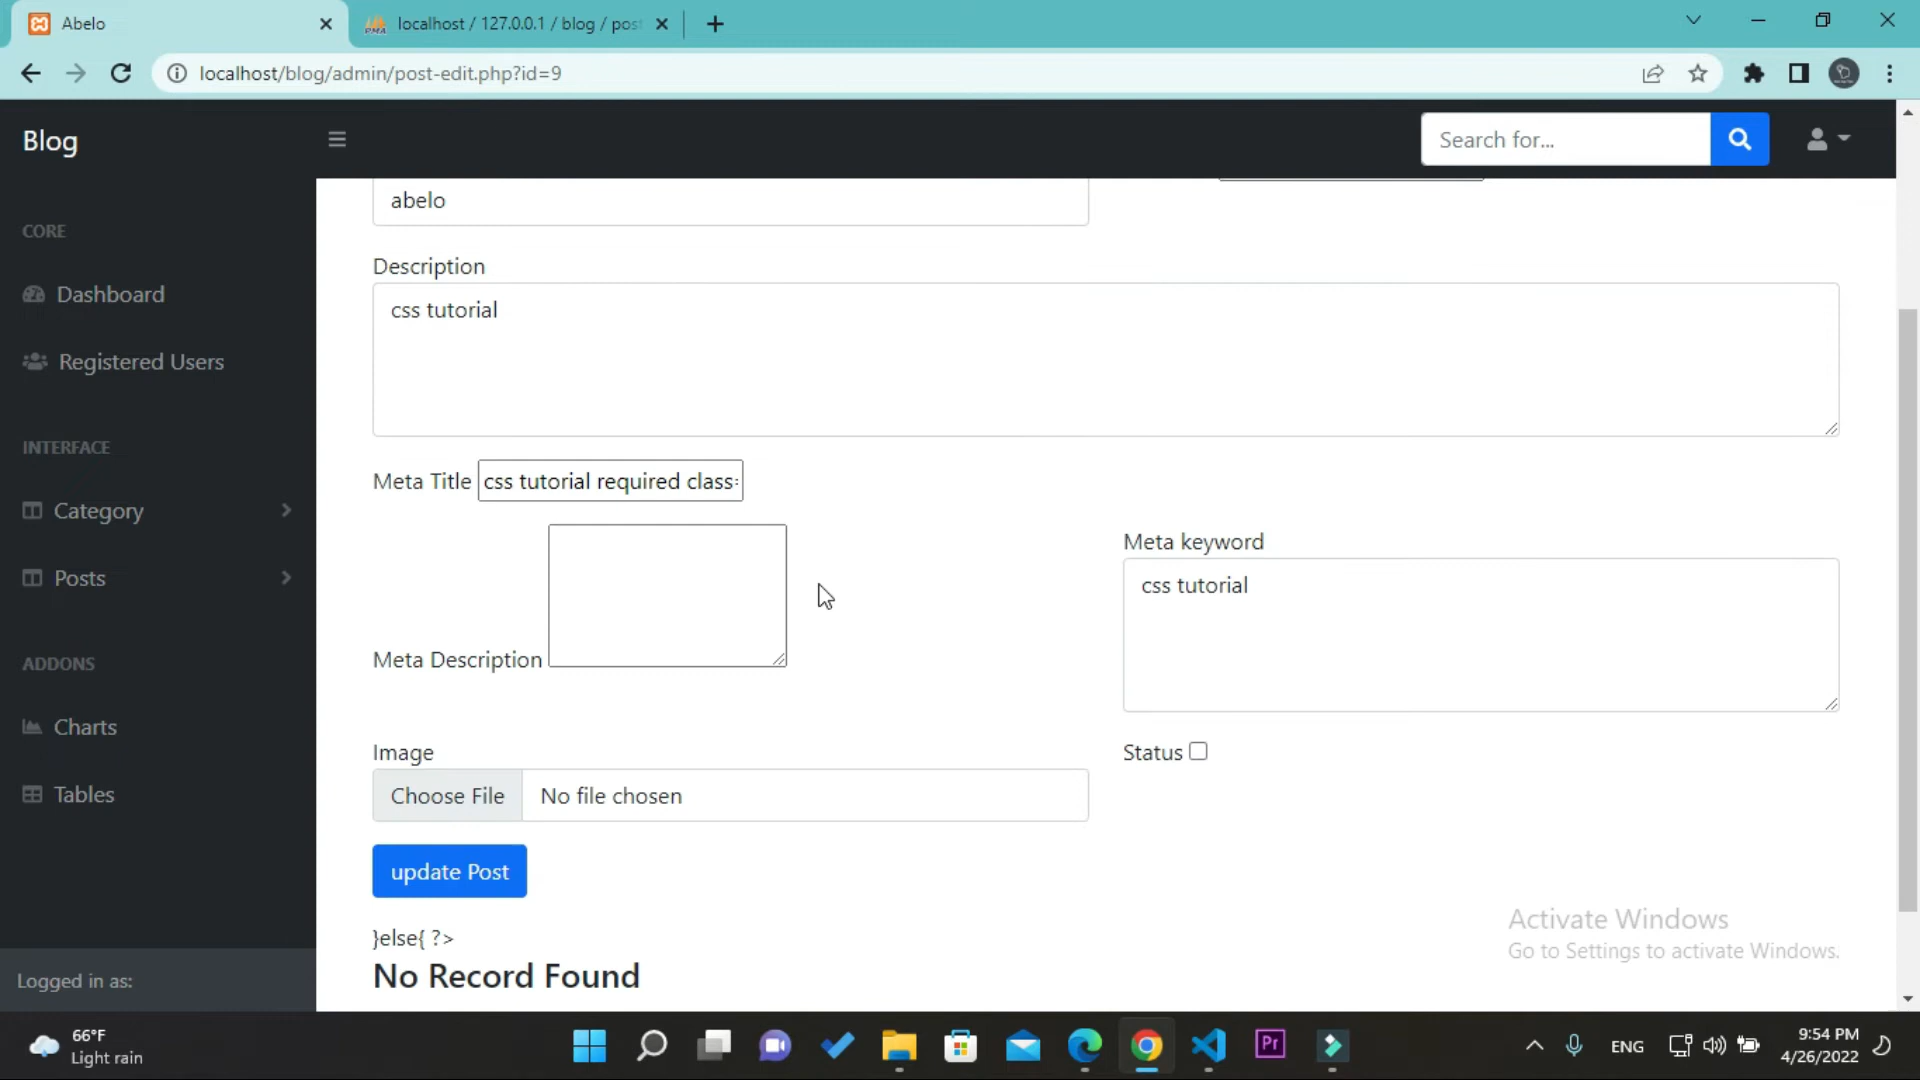 Abelo
localhost / 127.0.0.1 / blog / post
localhost/blog/admin/post-edit.php?id=9
Blog
Search for...
CORE
Dashboard
Registered Users
INTERFACE
Category
Posts
ADDONS
Charts
Tables
Logged in as:
abelo
Description
css tutorial
Meta Title
css tutorial required class=
Meta Description
Meta keyword
css tutorial
Image
Choose File
No file chosen
Status
update Post
}else{ ?>
No Record Found
Activate Windows
Go to Settings to activate Windows.
66°F
Light rain
Pr
ENG
9:54 PM
4/26/2022